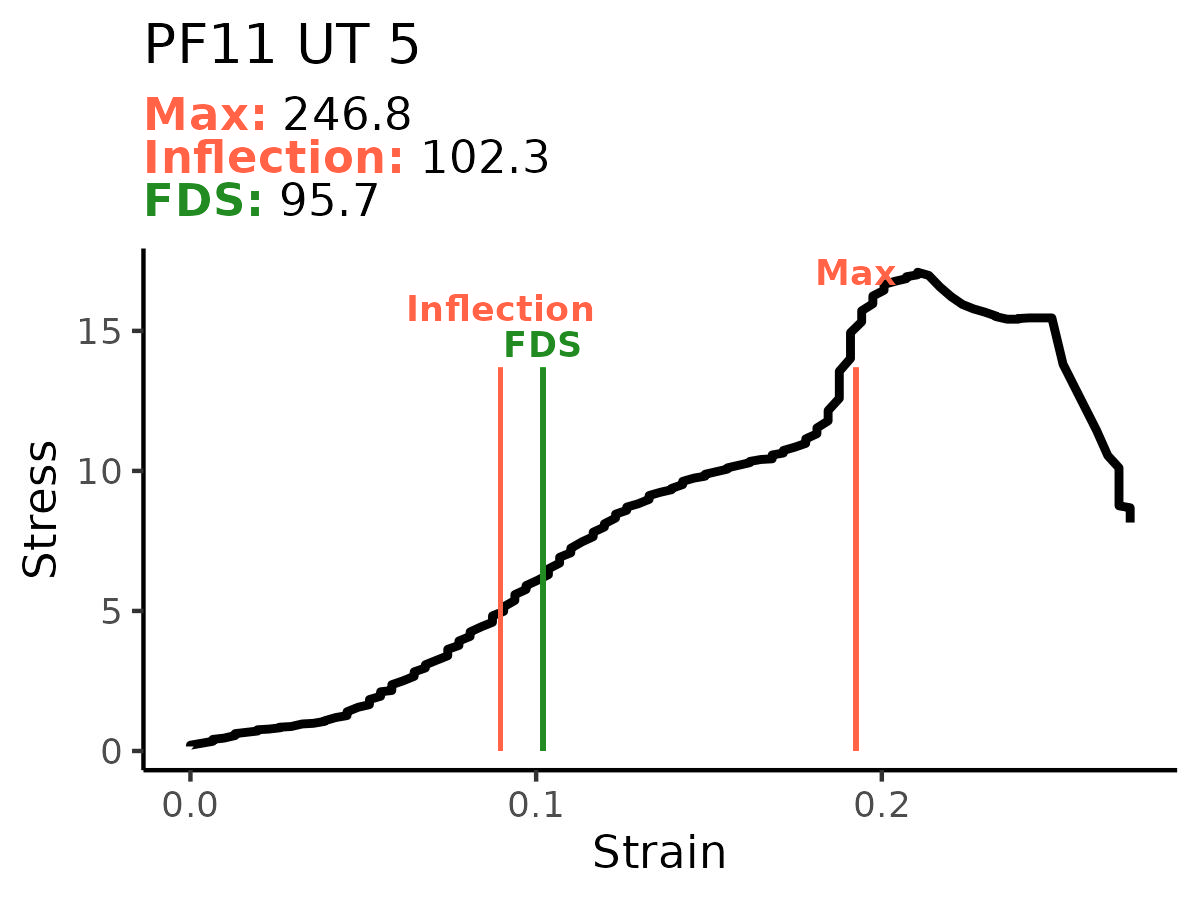 PF11 UT 5
Max: 246.8
Inflection: 102.3
FDS: 95.7
Max
Inflection
FDS
15
10
5
0
Stress
0.0 0.1 0.2
Strain